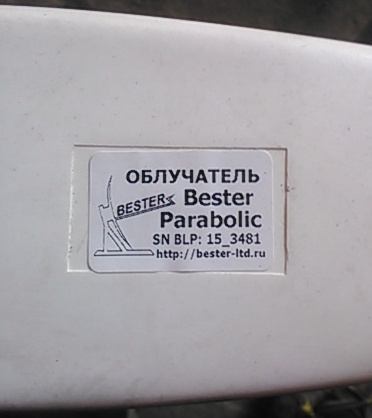 ОБЛУЧАТЕЛЬ
BESTER
Bester
Parabolic
SN BLP: 15_3481
http://bester-ltd.ru